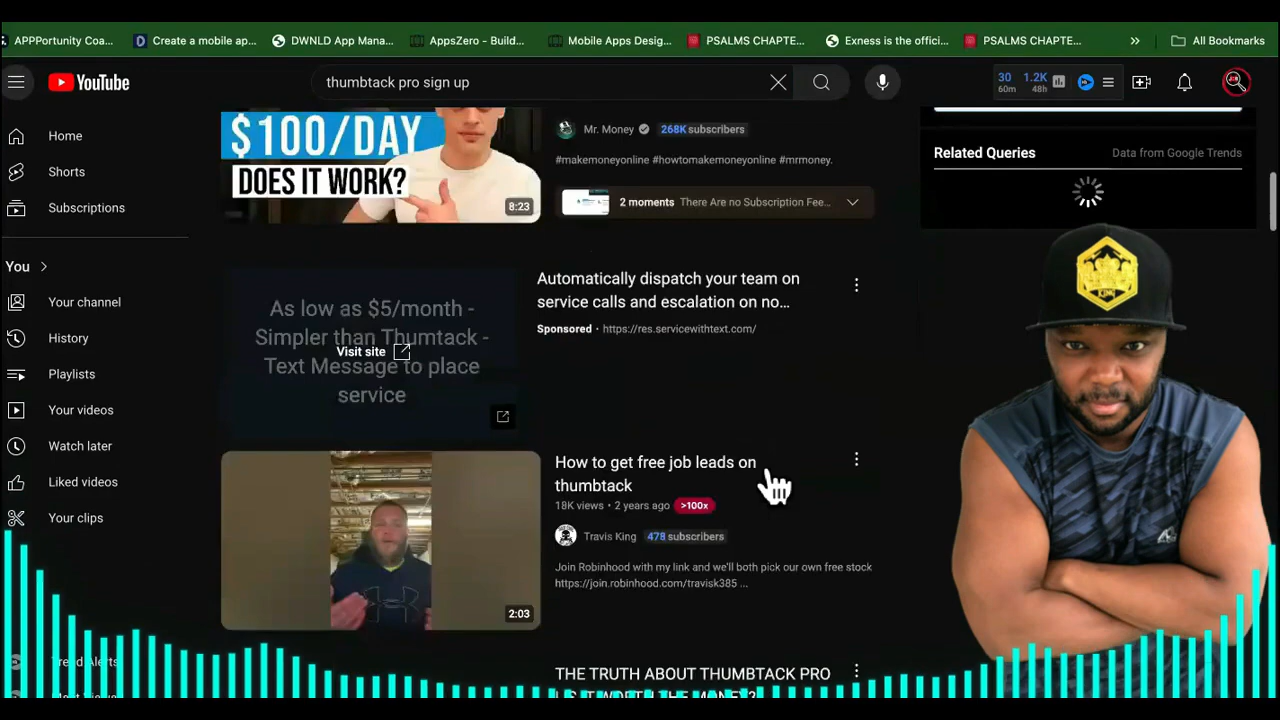 APPPortunity Coa...
Create a mobile ap...
DWNLD App Mana...
AppsZero - Build...
Mobile Apps Desig...
PSALMS CHAPTE...
Exness is the offici...
PSALMS CHAPTE...
»
All Bookmarks
YouTube
thumbtack pro sign up
30
60m
1.2K
48h
Home
Shorts
Subscriptions
You
Your channel
History
Playlists
Your videos
Watch later
Liked videos
Your clips
$100/DAY
DOES IT WORK?
8:23
Mr. Money
268K subscribers
#makemoneyonline #howtomakemoneyonline #mrmoney.
2 moments There Are no Subscription Fee...
Related Queries
Data from Google Trends
As low as $5/month -
Simpler than Thumtack -
Text Message to place
service
Visit site
Automatically dispatch your team on
service calls and escalation on no...
Sponsored · https://res.servicewithtext.com/
2:03
How to get free job leads on
thumbtack
18K views · 2 years ago >100x
Travis King
478 subscribers
Join Robinhood with my link and we'll both pick our own free stock
https://join.robinhood.com/travisk385 ...
THE TRUTH ABOUT THUMBTACK PRO
KING